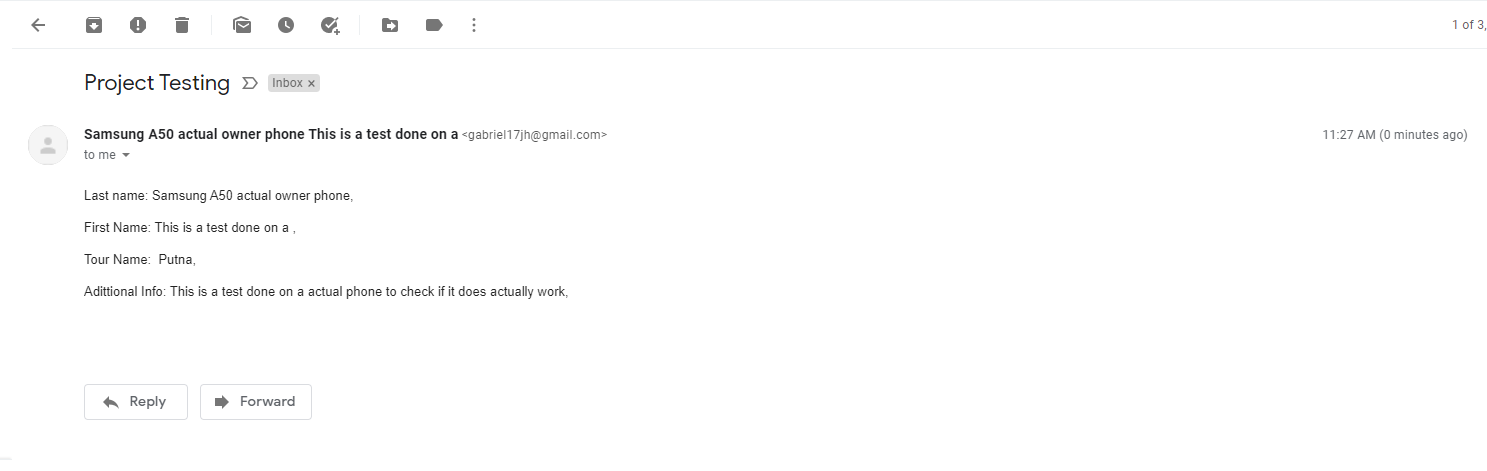 1 of 3,
Project Testing Inbox x
Samsung A50 actual owner phone This is a test done on a <gabriel17jh@gmail.com> 11:27 AM (0 minutes ago)
to me
Last name: Samsung A50 actual owner phone,
First Name: This is a test done on a ,
Tour Name:  Putna,
Adittional Info: This is a test done on a actual phone to check if it does actually work,
Reply Forward